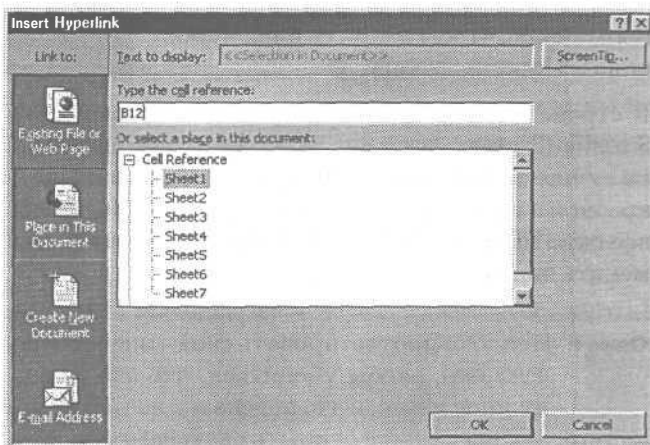 Insert Hyperlink
Link to:
Text to display: <<Selection in Document>>
ScreenTip...
Existing File or
Web Page
Place in This
Document
Create New
Document
E-mail Address
Type the cell reference:
B12
Or select a place in this document:
Cell Reference
Sheet1
Sheet2
Sheet3
Sheet4
Sheet5
Sheet6
Sheet7
OK
Cancel